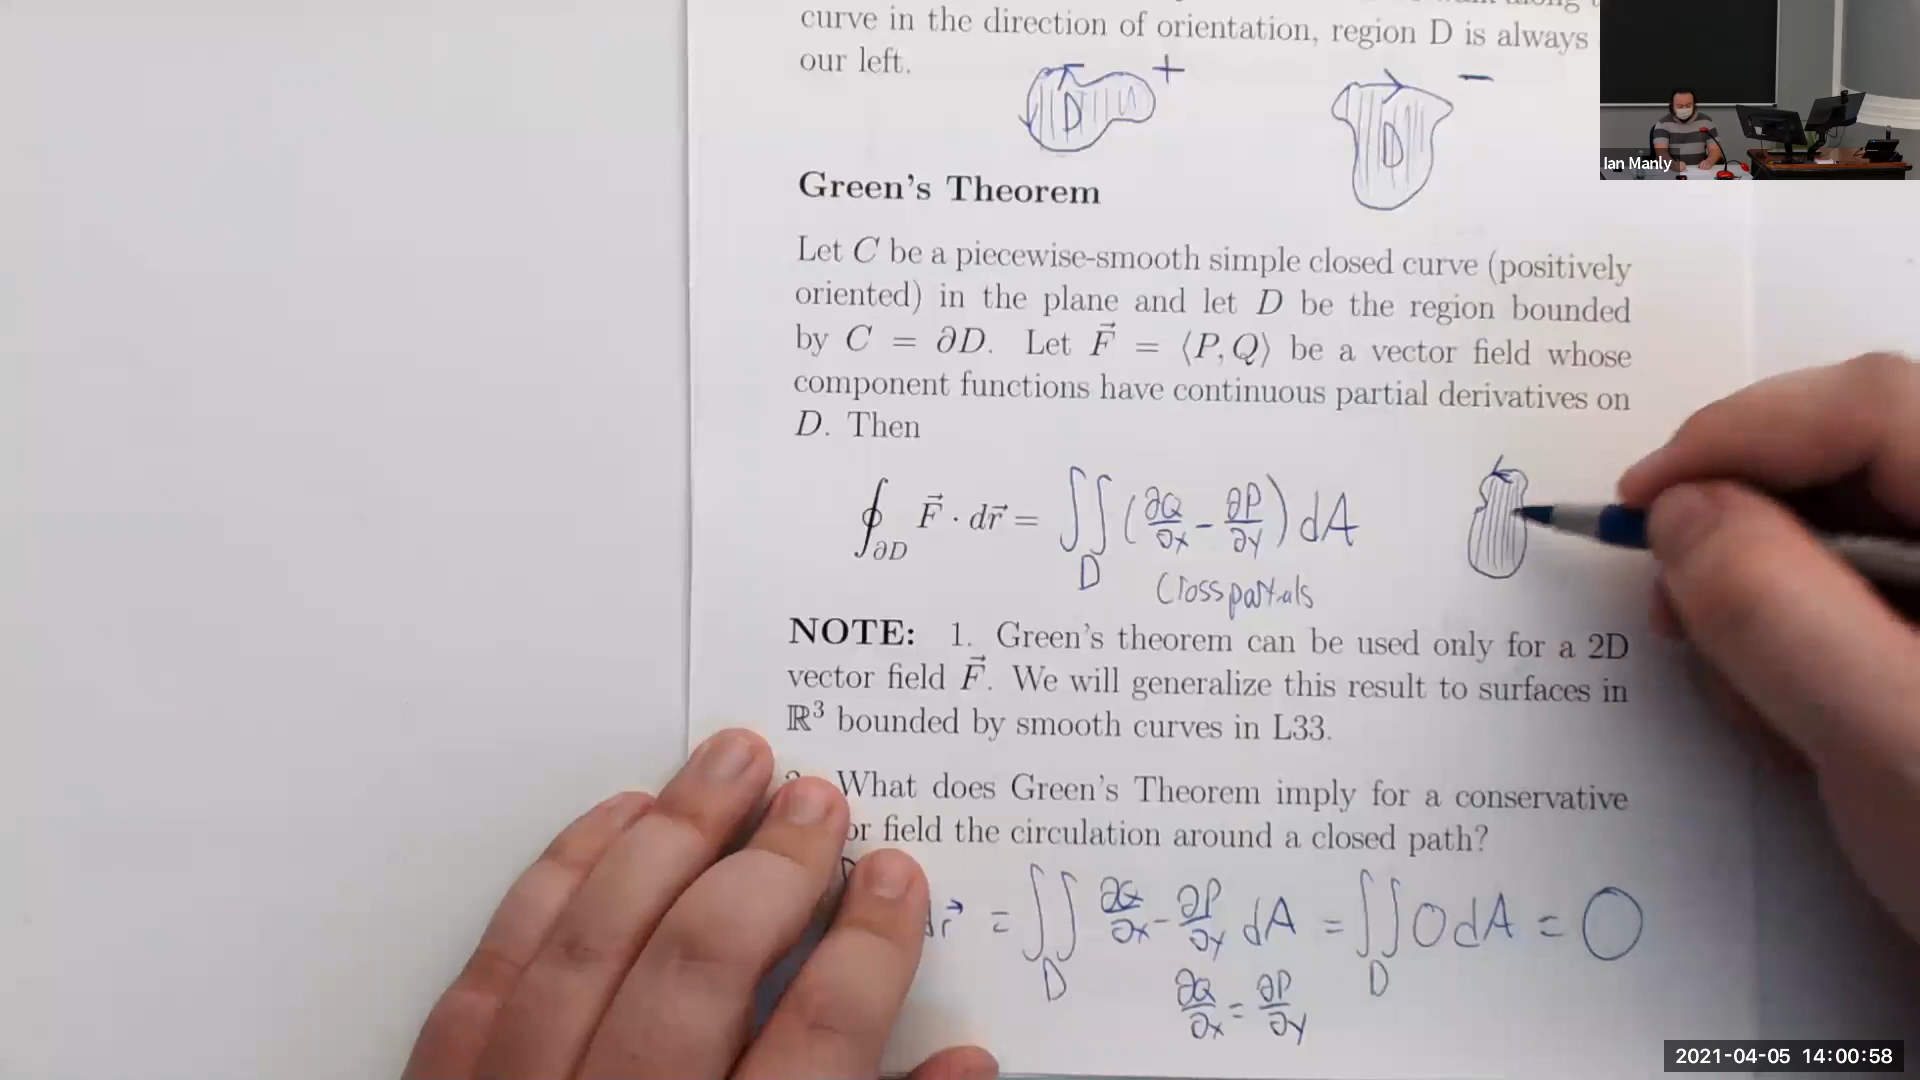 curve in the direction of orientation, region D is always
our left.
+
−
D
D
Green's Theorem
Let C be a piecewise-smooth simple closed curve (positively
oriented) in the plane and let D be the region bounded
by C = ∂D. Let F⃗ = ⟨P, Q⟩ be a vector field whose
component functions have continuous partial derivatives on
D. Then
∮_∂D F⃗ · dr⃗ = ∬_D (∂Q/∂x − ∂P/∂y) dA
Cross partials
NOTE: 1. Green's theorem can be used only for a 2D
vector field F⃗. We will generalize this result to surfaces in
ℝ³ bounded by smooth curves in L33.
What does Green's Theorem imply for a conservative
or field the circulation around a closed path?
dr⃗ = ∬_D ∂Q/∂x − ∂P/∂y dA = ∬_D 0 dA = 0
∂Q/∂x = ∂P/∂y
Ian Manly
2021-04-05 14:00:58